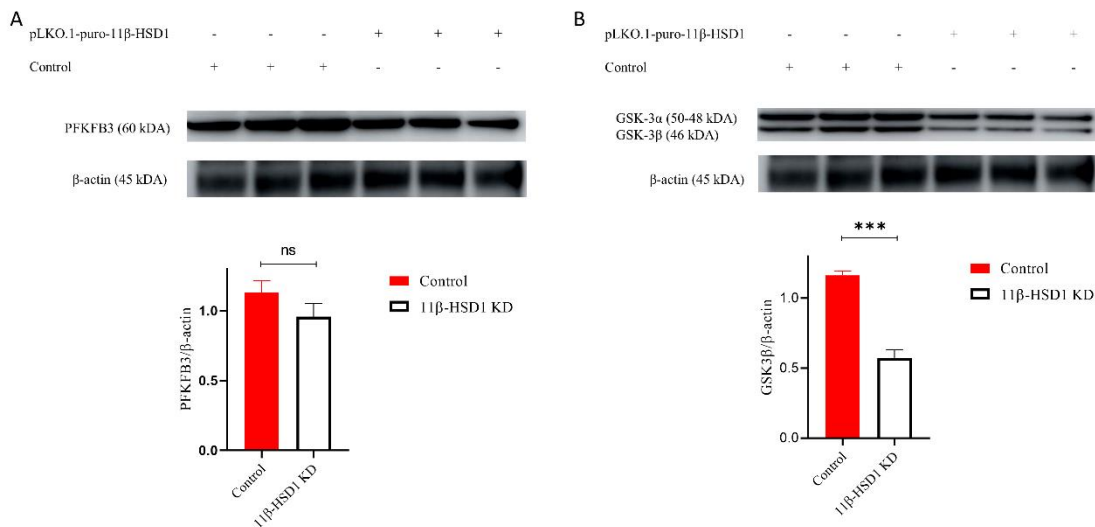 A
pLKO.1-puro-11β-HSD1 - - - + + +
Control + + + - - -
PFKFB3 (60 kDA)
β-actin (45 kDA)
ns
Control
11β-HSD1 KD
PFKFB3/β-actin
1.0
0.5
0.0
Control
11β-HSD1 KD
B
pLKO.1-puro-11β-HSD1 - - - + + +
Control + + + - - -
GSK-3α (50-48 kDA)
GSK-3β (46 kDA)
β-actin (45 kDA)
***
Control
11β-HSD1 KD
GSK3β/β-actin
1.0
0.5
0.0
Control
11β-HSD1 KD